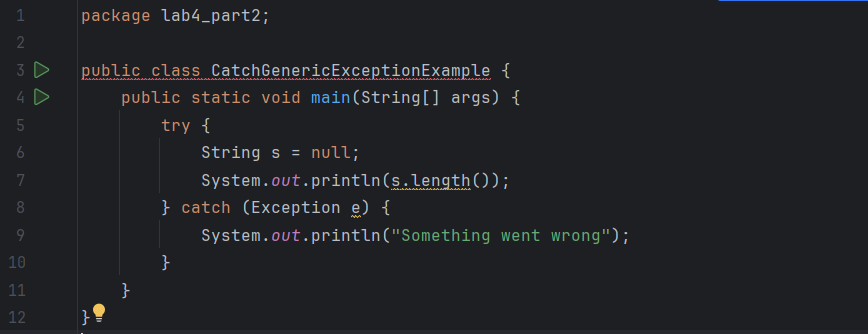 1 package lab4_part2;
2
3 public class CatchGenericExceptionExample {
4 public static void main(String[] args) {
5 try {
6 String s = null;
7 System.out.println(s.length());
8 } catch (Exception e) {
9 System.out.println("Something went wrong");
10 }
11 }
12 }